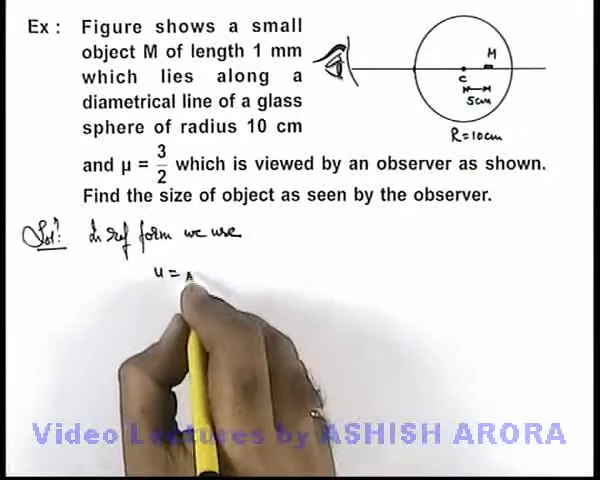 Ex : Figure shows a small
object M of length 1 mm
which lies along a
diametrical line of a glass
sphere of radius 10 cm
and μ = 3/2 which is viewed by an observer as shown.
Find the size of object as seen by the observer.
M
C
5cm
R=10cm
Solⁿ: In ref form we use
u =
Video Lectures by ASHISH ARORA